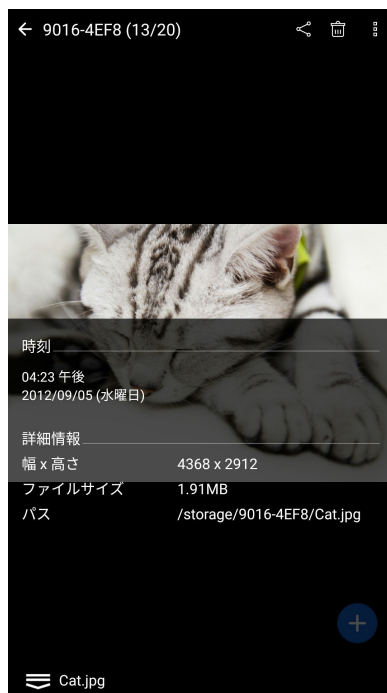 9016-4EF8 (13/20)
時刻
04:23 午後
2012/09/05 (水曜日)
詳細情報
幅 x 高さ 4368 x 2912
ファイルサイズ 1.91MB
パス /storage/9016-4EF8/Cat.jpg
Cat.jpg